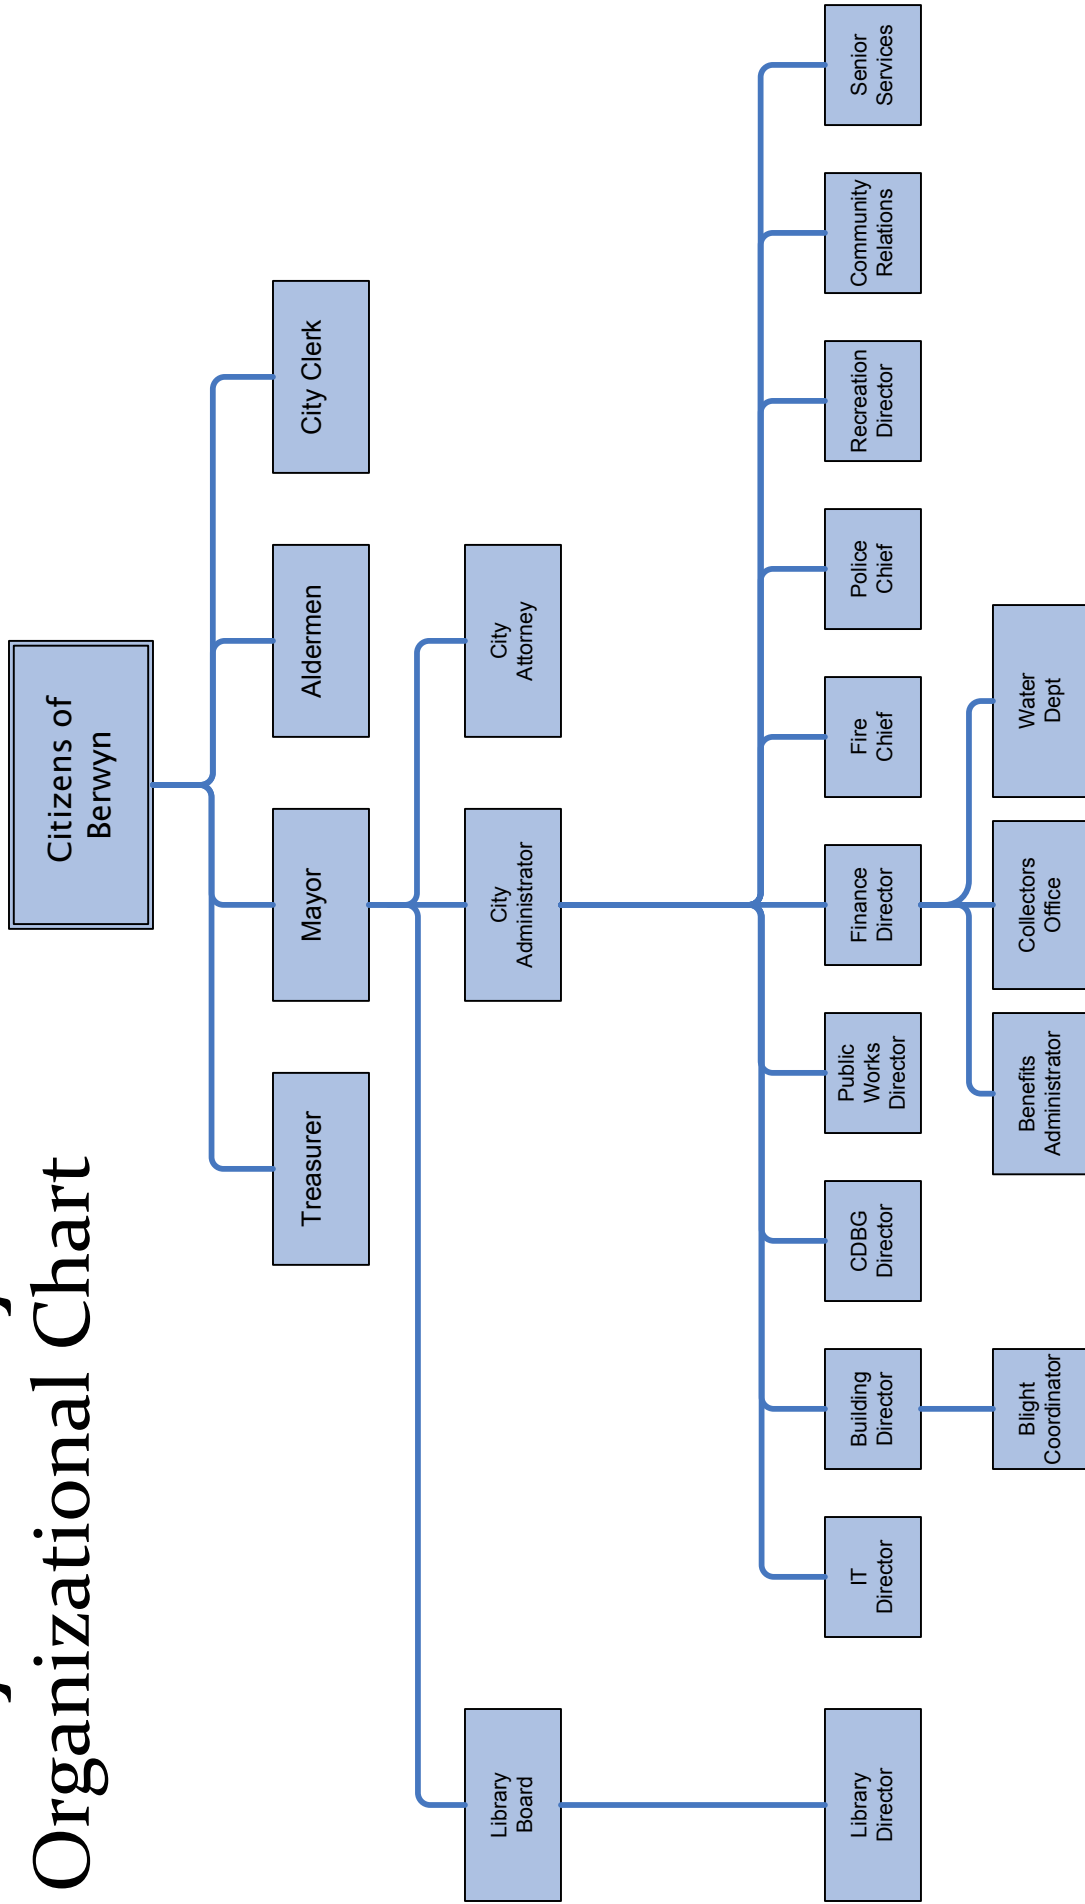 Organizational Chart
Citizens of
Berwyn
Treasurer
Mayor
Aldermen
City Clerk
Library
Board
City
Administrator
City
Attorney
Library
Director
IT
Director
Building
Director
CDBG
Director
Public
Works
Director
Finance
Director
Fire
Chief
Police
Chief
Recreation
Director
Community
Relations
Senior
Services
Blight
Coordinator
Benefits
Administrator
Collectors
Office
Water
Dept